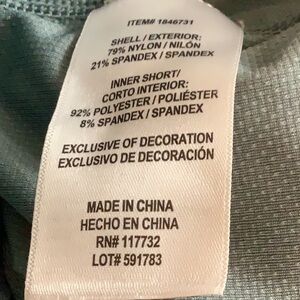 ITEM# 1846731
SHELL / EXTERIOR:
79% NYLON / NILÓN
21% SPANDEX / SPANDEX
INNER SHORT/
CORTO INTERIOR:
92% POLYESTER / POLIÉSTER
8% SPANDEX / SPANDEX
EXCLUSIVE OF DECORATION
EXCLUSIVO DE DECORACIÓN
MADE IN CHINA
HECHO EN CHINA
RN# 117732
LOT# 591783